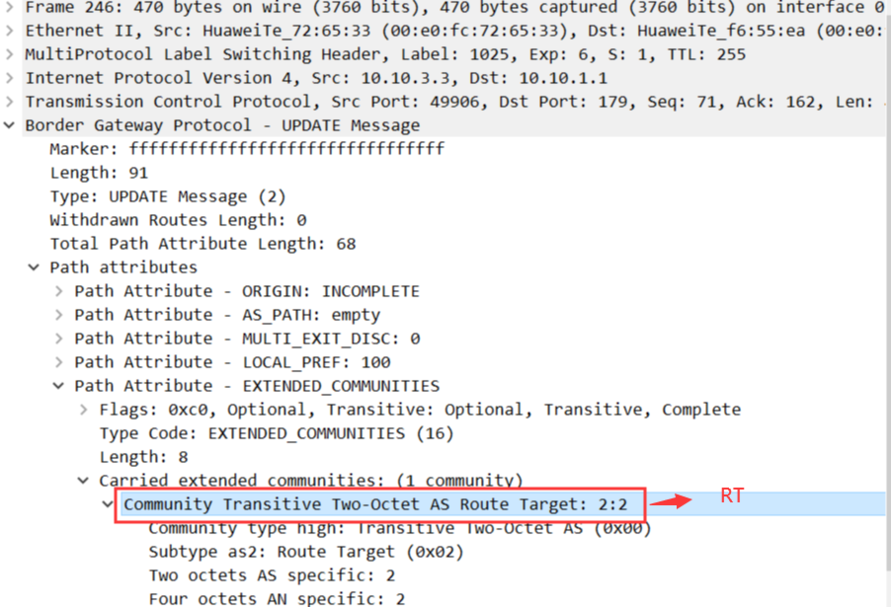 Frame 246: 470 bytes on wire (3760 bits), 470 bytes captured (3760 bits) on interface 0
Ethernet II, Src: HuaweiTe_72:65:33 (00:e0:fc:72:65:33), Dst: HuaweiTe_f6:55:ea (00:e0:
MultiProtocol Label Switching Header, Label: 1025, Exp: 6, S: 1, TTL: 255
Internet Protocol Version 4, Src: 10.10.3.3, Dst: 10.10.1.1
Transmission Control Protocol, Src Port: 49906, Dst Port: 179, Seq: 71, Ack: 162, Len:
Border Gateway Protocol - UPDATE Message
Marker: ffffffffffffffffffffffffffffffff
Length: 91
Type: UPDATE Message (2)
Withdrawn Routes Length: 0
Total Path Attribute Length: 68
Path attributes
Path Attribute - ORIGIN: INCOMPLETE
Path Attribute - AS_PATH: empty
Path Attribute - MULTI_EXIT_DISC: 0
Path Attribute - LOCAL_PREF: 100
Path Attribute - EXTENDED_COMMUNITIES
Flags: 0xc0, Optional, Transitive: Optional, Transitive, Complete
Type Code: EXTENDED_COMMUNITIES (16)
Length: 8
Carried extended communities: (1 community)
Community Transitive Two-Octet AS Route Target: 2:2 RT
Community type high: Transitive Two-Octet AS (0x00)
Subtype as2: Route Target (0x02)
Two octets AS specific: 2
Four octets AN specific: 2